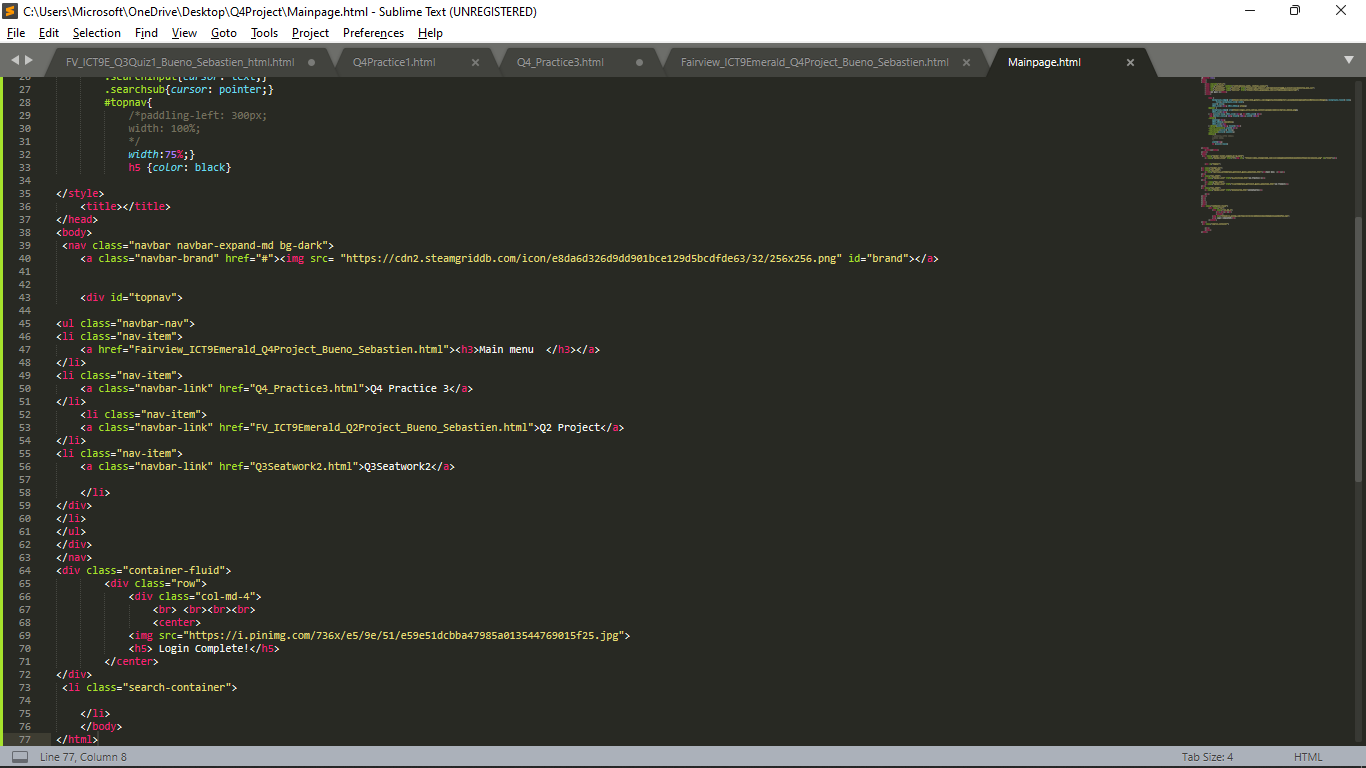 C:\Users\Microsoft\OneDrive\Desktop\Q4Project\Mainpage.html - Sublime Text (UNREGISTERED)
File Edit Selection Find View Goto Tools Project Preferences Help
FV_ICT9E_Q3Quiz1_Bueno_Sebastien_html.html Q4Practice1.html Q4_Practice3.html Fairview_ICT9Emerald_Q4Project_Bueno_Sebastien.html Mainpage.html
26 .searchinput{cursor: text;}
27 .searchsub{cursor: pointer;}
28 #topnav{
29 /*paddling-left: 300px;
30 width: 100%;
31 */
32 width:75%;}
33 h5 {color: black}
34
35 </style>
36 <title></title>
37 </head>
38 <body>
39 <nav class="navbar navbar-expand-md bg-dark">
40 <a class="navbar-brand" href="#"><img src= "https://cdn2.steamgriddb.com/icon/e8da6d326d9dd901bce129d5bcdfde63/32/256x256.png" id="brand"></a>
41
42
43 <div id="topnav">
44
45 <ul class="navbar-nav">
46 <li class="nav-item">
47 <a href="Fairview_ICT9Emerald_Q4Project_Bueno_Sebastien.html"><h3>Main menu  </h3></a>
48 </li>
49 <li class="nav-item">
50 <a class="navbar-link" href="Q4_Practice3.html">Q4 Practice 3</a>
51 </li>
52 <li class="nav-item">
53 <a class="navbar-link" href="FV_ICT9Emerald_Q2Project_Bueno_Sebastien.html">Q2 Project</a>
54 </li>
55 <li class="nav-item">
56 <a class="navbar-link" href="Q3Seatwork2.html">Q3Seatwork2</a>
57
58 </li>
59 </div>
60 </li>
61 </ul>
62 </div>
63 </nav>
64 <div class="container-fluid">
65 <div class="row">
66 <div class="col-md-4">
67 <br> <br><br><br>
68 <center>
69 <img src="https://i.pinimg.com/736x/e5/9e/51/e59e51dcbba47985a013544769015f25.jpg">
70 <h5> Login Complete!</h5>
71 </center>
72 </div>
73 <li class="search-container">
74
75 </li>
76 </body>
77 </html>
Line 77, Column 8 Tab Size: 4 HTML